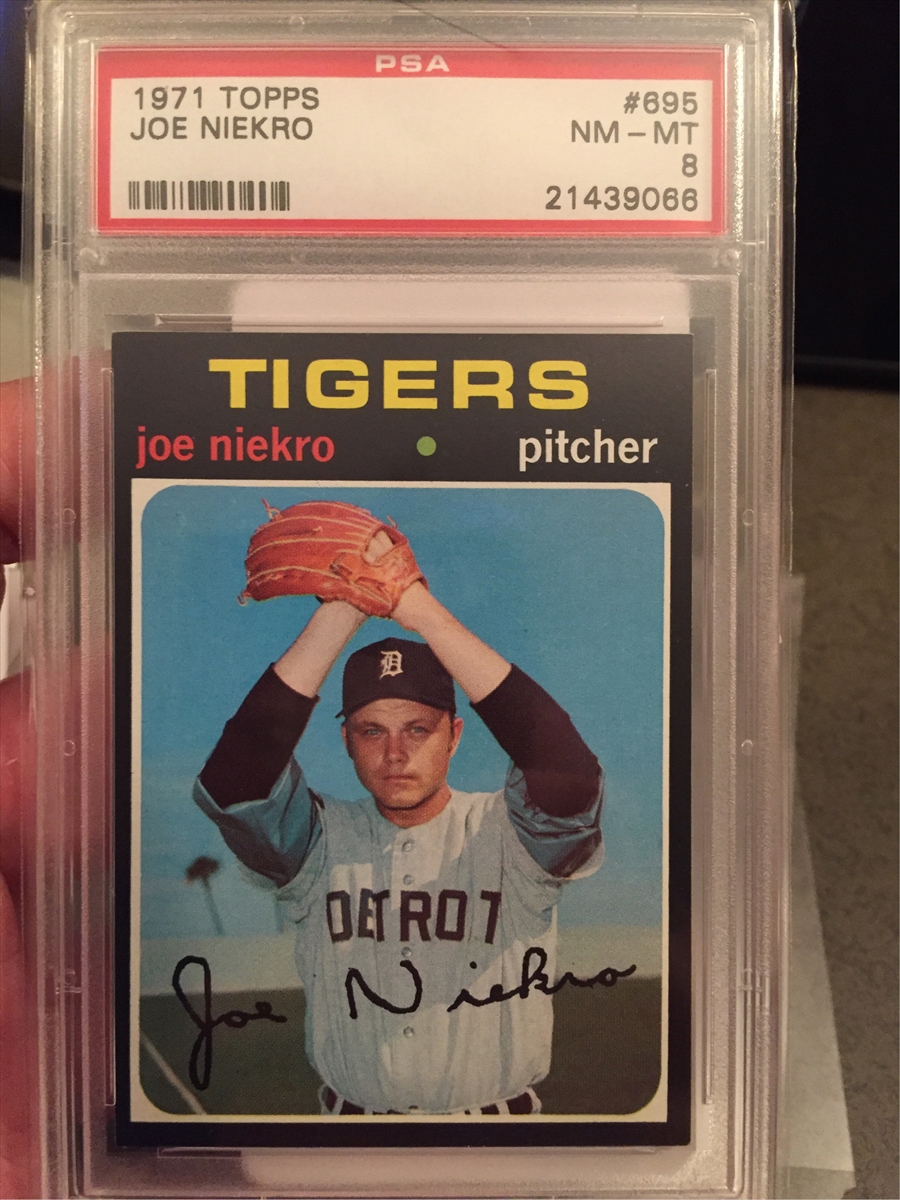 PSA
1971 TOPPS #695
JOE NIEKRO NM - MT
8
21439066
TIGERS
joe niekro • pitcher
D
DETROIT
Joe Niekro